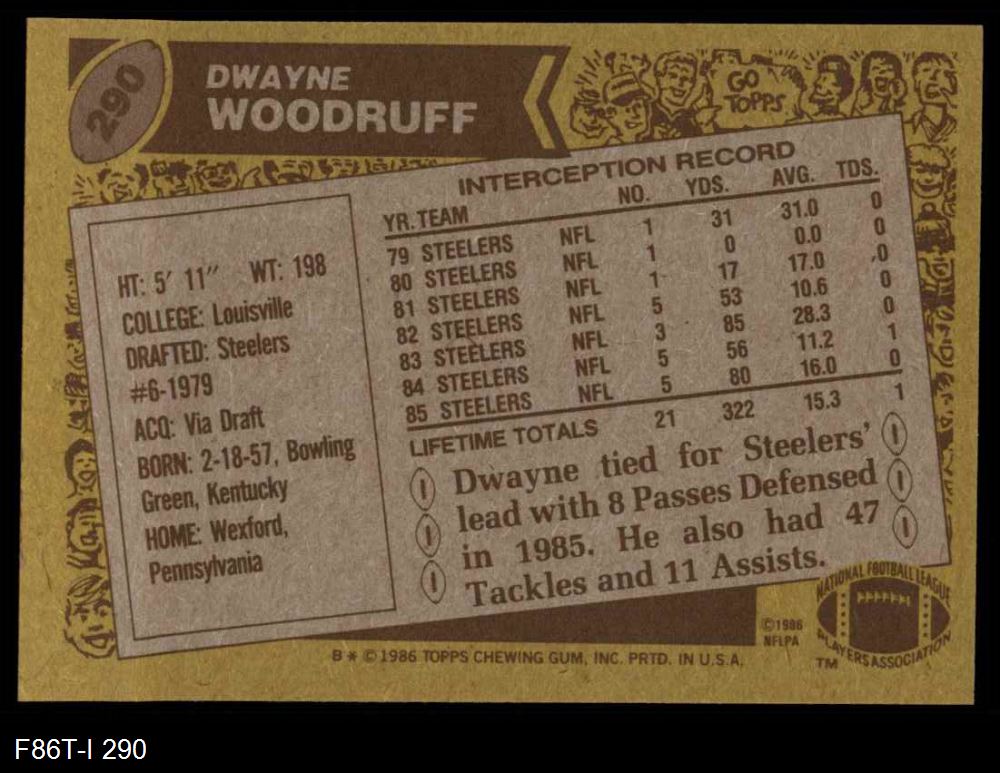 290
DWAYNE
WOODRUFF
GO
TOPPS
HT: 5' 11" WT: 198
COLLEGE: Louisville
DRAFTED: Steelers
#6-1979
ACQ: Via Draft
BORN: 2-18-57, Bowling
Green, Kentucky
HOME: Wexford,
Pennsylvania
INTERCEPTION RECORD
YR. TEAM NO. YDS. AVG. TDS.
79 STEELERS NFL 1 31 31.0 0
80 STEELERS NFL 1 0 0.0 0
81 STEELERS NFL 1 17 17.0 0
82 STEELERS NFL 5 53 10.6 0
83 STEELERS NFL 3 85 28.3 0
84 STEELERS NFL 5 56 11.2 1
85 STEELERS NFL 5 80 16.0 0
LIFETIME TOTALS 21 322 15.3 1
Dwayne tied for Steelers'
lead with 8 Passes Defensed
in 1985. He also had 47
Tackles and 11 Assists.
©1986
NFLPA
NATIONAL FOOTBALL LEAGUE
PLAYERS ASSOCIATION
TM
B * © 1986 TOPPS CHEWING GUM, INC. PRTD. IN U.S.A.
F86T-I 290